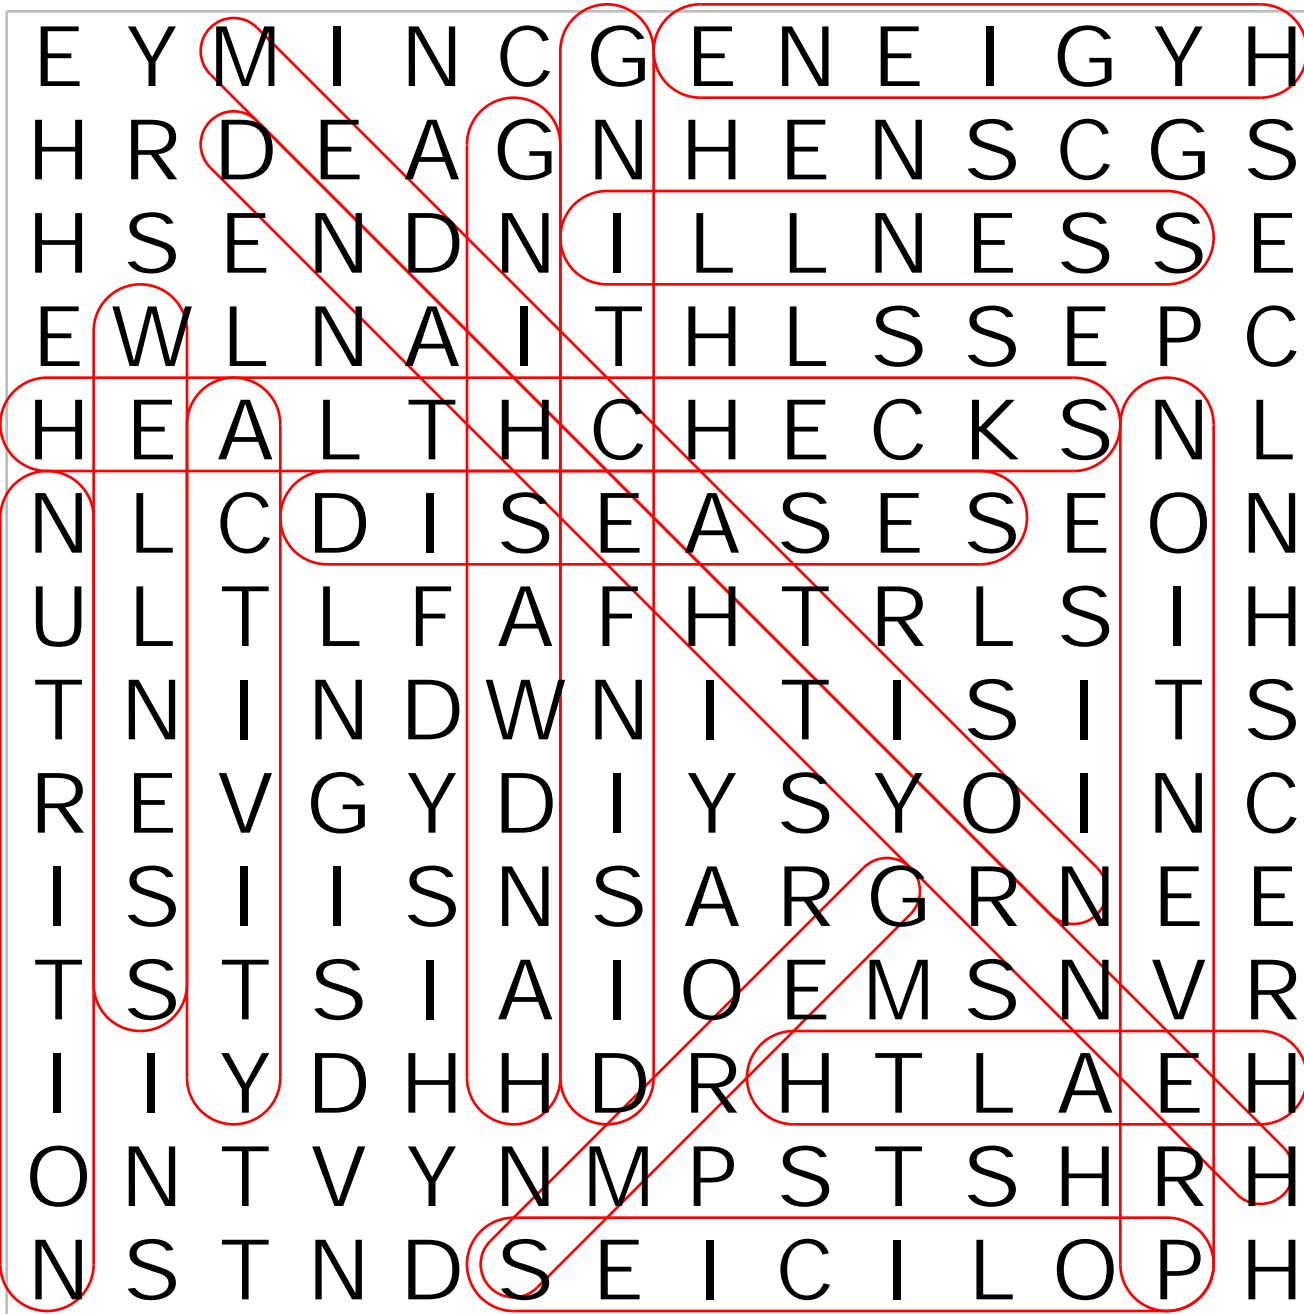 E Y M I N C G E N E I G Y H
H R D E A G N H E N S C G S
H S E N D N I L L N E S S E
E W L N A I T H L S S E P C
H E A L T H C H E C K S N L
N L C D I S E A S E S E O N
U L T L F A F H T R L S I H
T N I N D W N I T I S I T S
R E V G Y D I Y S Y O I N C
I S I I S N S A R G R N E E
T S T S I A I O E M S N V R
I I Y D H H D R H T L A E H
O N T V Y N M P S T S H R H
N S T N D S E I C I L O P H